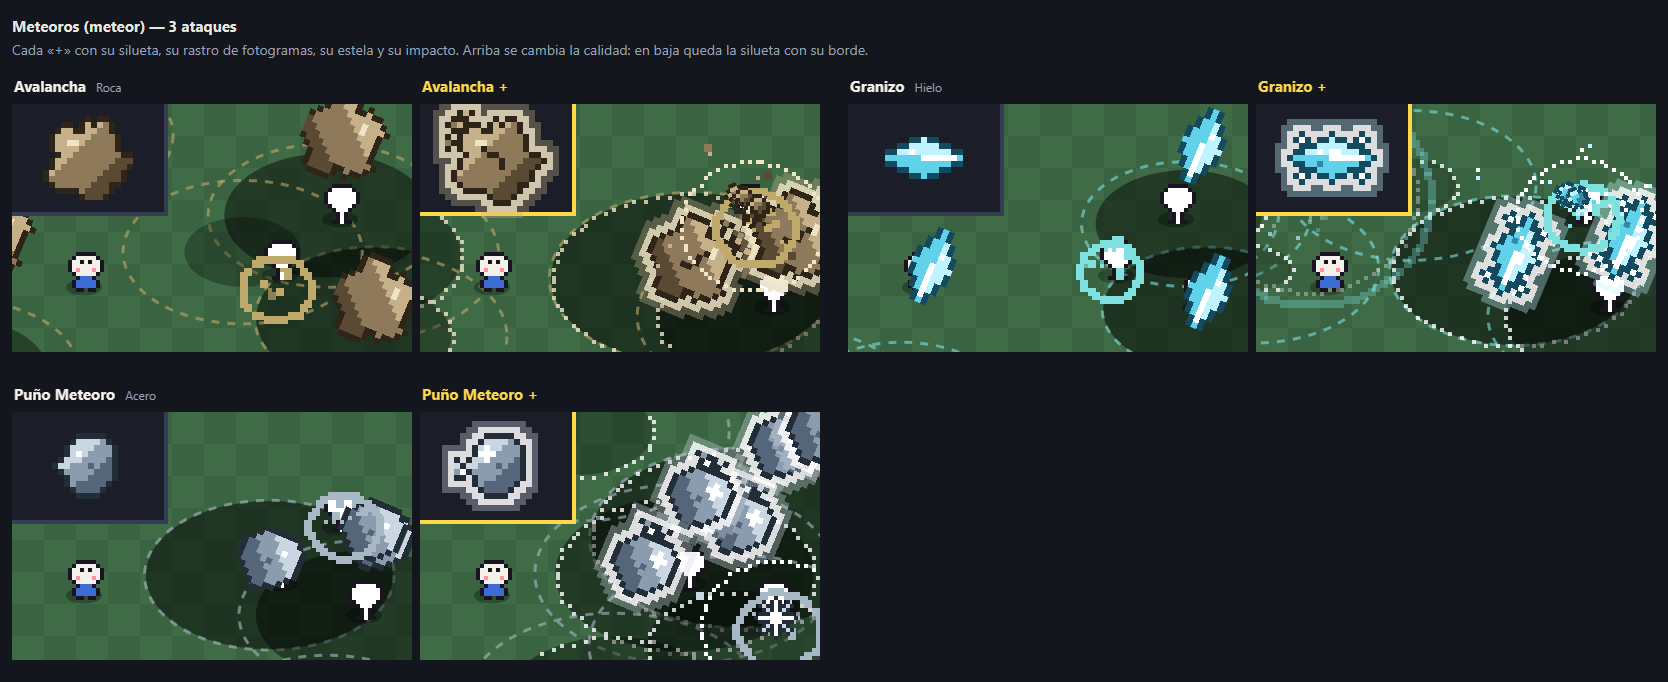 Meteoros (meteor) — 3 ataques
Cada «+» con su silueta, su rastro de fotogramas, su estela y su impacto. Arriba se cambia la calidad: en baja queda la silueta con su borde.
Avalancha Roca
Avalancha +
Granizo Hielo
Granizo +
Puño Meteoro Acero
Puño Meteoro +